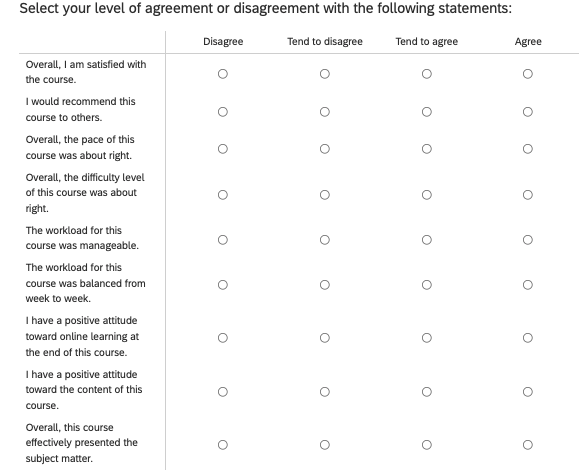 Select your level of agreement or disagreement with the following statements:
Disagree Tend to disagree Tend to agree Agree
Overall, I am satisfied with
the course.
I would recommend this
course to others.
Overall, the pace of this
course was about right.
Overall, the difficulty level
of this course was about
right.
The workload for this
course was manageable.
The workload for this
course was balanced from
week to week.
I have a positive attitude
toward online learning at
the end of this course.
I have a positive attitude
toward the content of this
course.
Overall, this course
effectively presented the
subject matter.